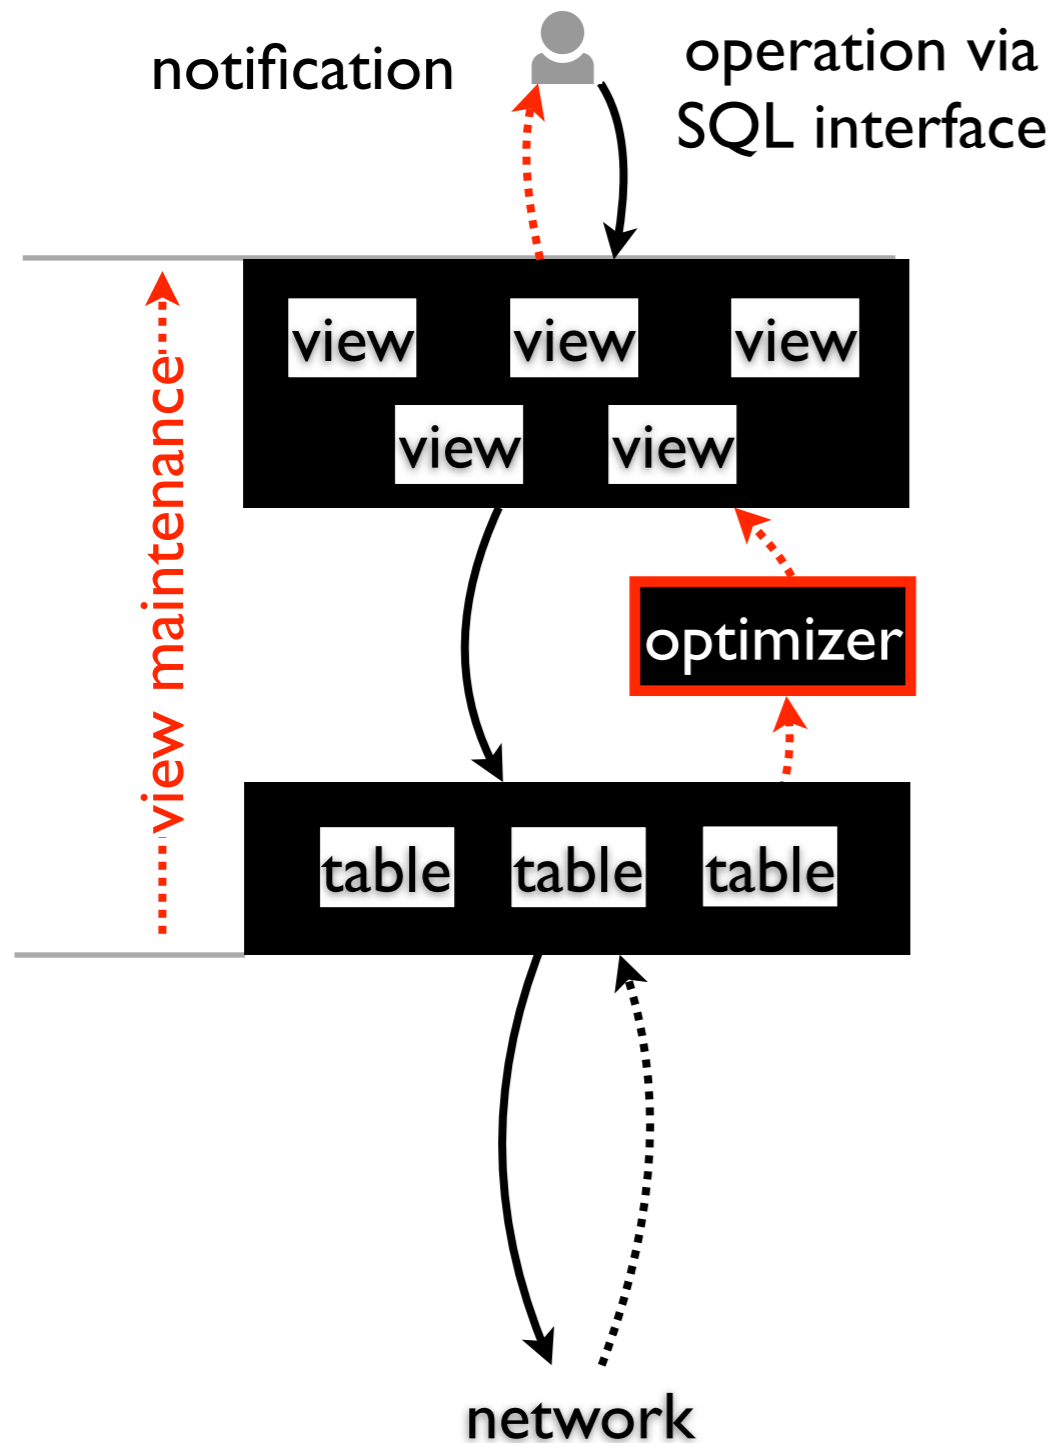 notification
operation via
SQL interface
view view view
view view
view maintenance
optimizer
table table table
network